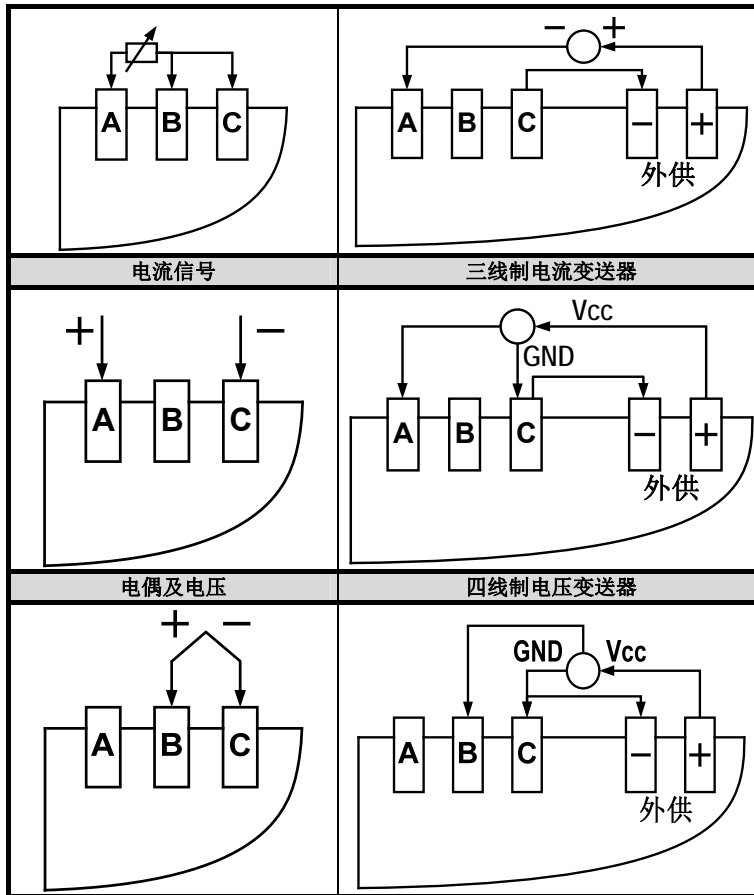 A B C
− +
A B C − +
外供
电流信号
三线制电流变送器
+ −
A B C
Vcc
GND
A B C − +
外供
电偶及电压
四线制电压变送器
+ −
A B C
GND Vcc
A B C − +
外供